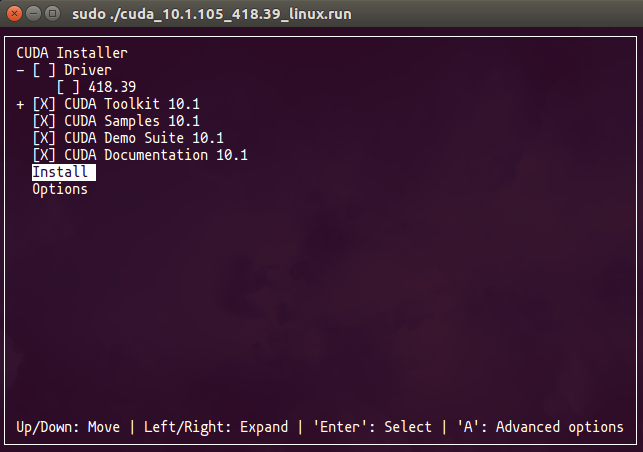 sudo ./cuda_10.1.105_418.39_linux.run
CUDA Installer
- [ ] Driver
[ ] 418.39
+ [X] CUDA Toolkit 10.1
[X] CUDA Samples 10.1
[X] CUDA Demo Suite 10.1
[X] CUDA Documentation 10.1
Install
Options
Up/Down: Move | Left/Right: Expand | 'Enter': Select | 'A': Advanced options